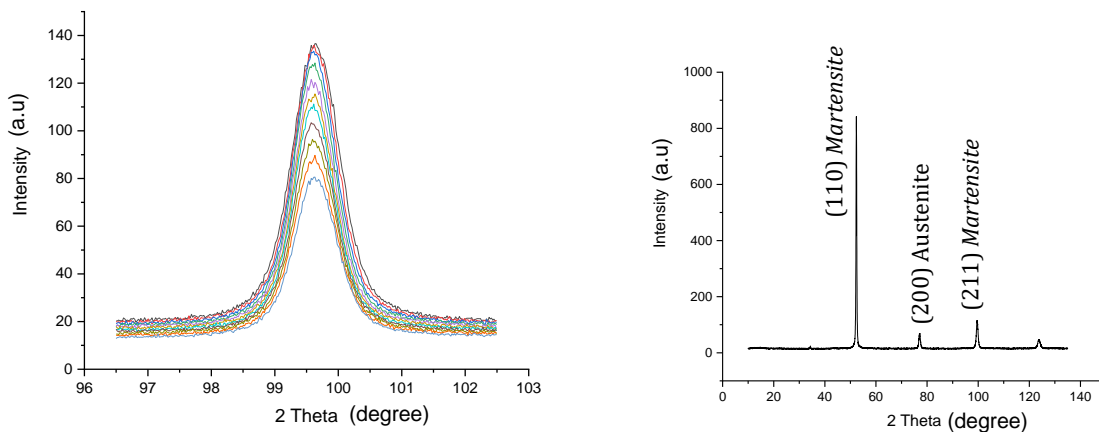 140
120
100
80
60
40
20
0
Intensity (a.u)
96 97 98 99 100 101 102 103
2 Theta (degree)
1000
800
600
400
200
0
Intensity (a.u)
(110) Martensite
(200) Austenite
(211) Martensite
0 20 40 60 80 100 120 140
2 Theta (degree)